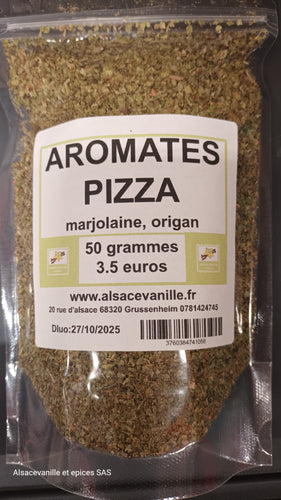 AROMATES
PIZZA
marjolaine, origan
50 grammes
3.5 euros
www.alsacevanille.fr
20 rue d'alsace 68320 Grussenheim 0781424745
Dluo:27/10/2025
3760384741056
Alsacevanille et epices SAS